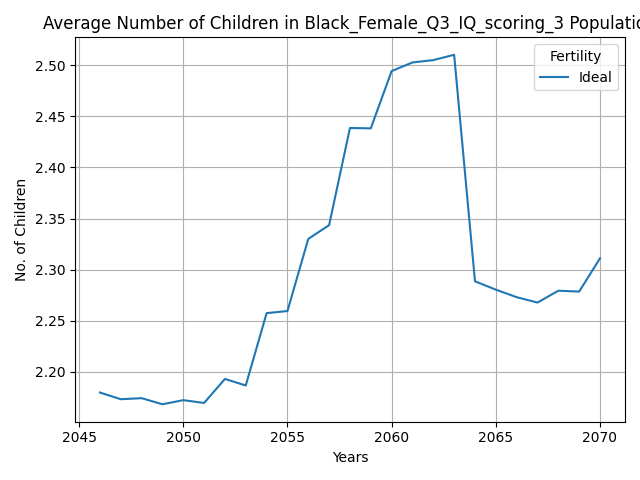 Average Number of Children in Black_Female_Q3_IQ_scoring_3 Populatio
Fertility
Ideal
2.50
2.45
2.40
2.35
2.30
2.25
2.20
No. of Children
2045 2050 2055 2060 2065 2070
Years